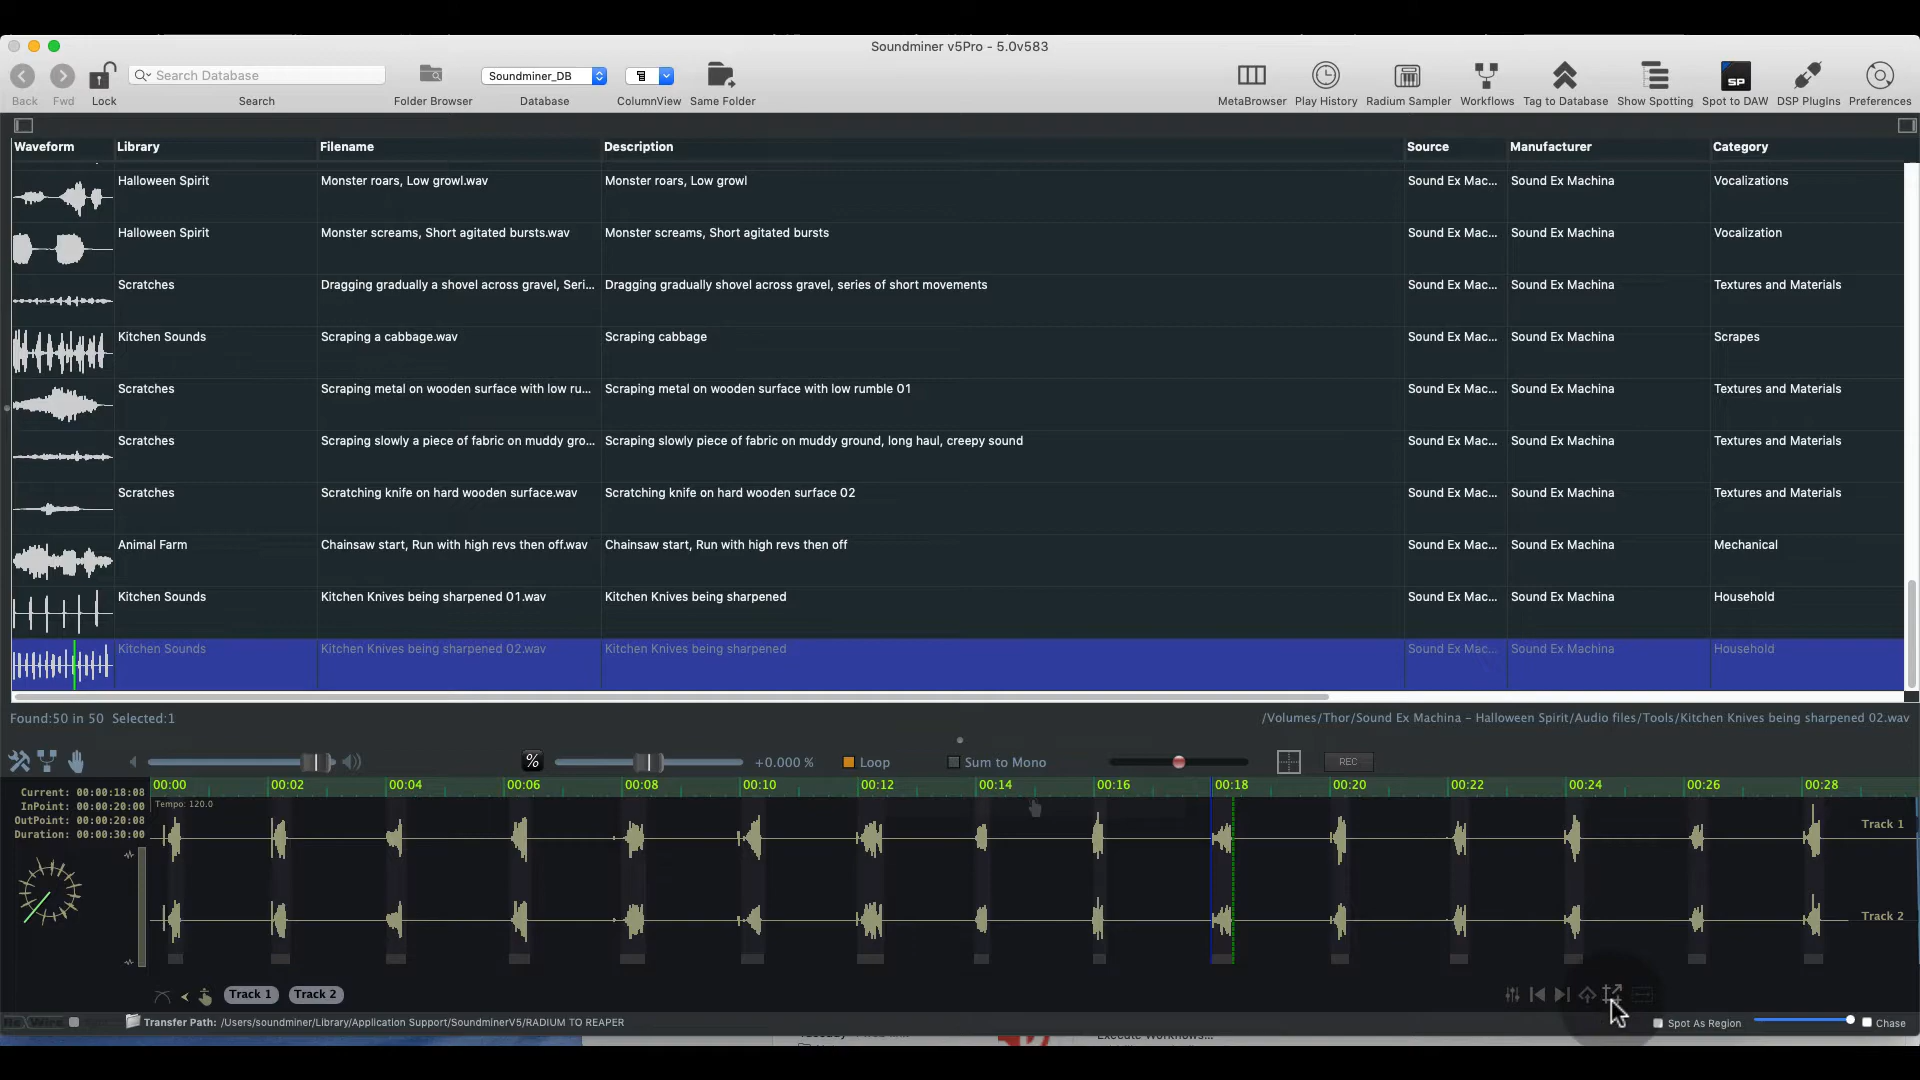 Soundminer v5Pro - 5.0v583
Search Database
Soundminer_DB
SP
Back Fwd Lock Search Folder Browser Database ColumnView Same Folder MetaBrowser Play History Radium Sampler Workflows Tag to Database Show Spotting Spot to DAW DSP PlugIns Preferences
Waveform Library Filename Description Source Manufacturer Category
Halloween Spirit Monster roars, Low growl.wav Monster roars, Low growl Sound Ex Mac... Sound Ex Machina Vocalizations
Halloween Spirit Monster screams, Short agitated bursts.wav Monster screams, Short agitated bursts Sound Ex Mac... Sound Ex Machina Vocalization
Scratches Dragging gradually a shovel across gravel, Seri... Dragging gradually shovel across gravel, series of short movements Sound Ex Mac... Sound Ex Machina Textures and Materials
Kitchen Sounds Scraping a cabbage.wav Scraping cabbage Sound Ex Mac... Sound Ex Machina Scrapes
Scratches Scraping metal on wooden surface with low ru... Scraping metal on wooden surface with low rumble 01 Sound Ex Mac... Sound Ex Machina Textures and Materials
Scratches Scraping slowly a piece of fabric on muddy gro... Scraping slowly piece of fabric on muddy ground, long haul, creepy sound Sound Ex Mac... Sound Ex Machina Textures and Materials
Scratches Scratching knife on hard wooden surface.wav Scratching knife on hard wooden surface 02 Sound Ex Mac... Sound Ex Machina Textures and Materials
Animal Farm Chainsaw start, Run with high revs then off.wav Chainsaw start, Run with high revs then off Sound Ex Mac... Sound Ex Machina Mechanical
Kitchen Sounds Kitchen Knives being sharpened 01.wav Kitchen Knives being sharpened Sound Ex Mac... Sound Ex Machina Household
Kitchen Sounds Kitchen Knives being sharpened 02.wav Kitchen Knives being sharpened Sound Ex Mac... Sound Ex Machina Household
Found:50 in 50 Selected:1 /Volumes/Thor/Sound Ex Machina - Halloween Spirit/Audio files/Tools/Kitchen Knives being sharpened 02.wav
% +0.000 % Loop Sum to Mono REC
00:00 00:02 00:04 00:06 00:08 00:10 00:12 00:14 00:16 00:18 00:20 00:22 00:24 00:26 00:28
Current: 00:00:18:08
InPoint: 00:00:20:00
OutPoint: 00:00:20:08
Duration: 00:00:30:00
Tempo: 120.0
Track 1
Track 2
Track 1 Track 2
Transfer Path: /Users/soundminer/Library/Application Support/SoundminerV5/RADIUM TO REAPER Spot As Region Chase